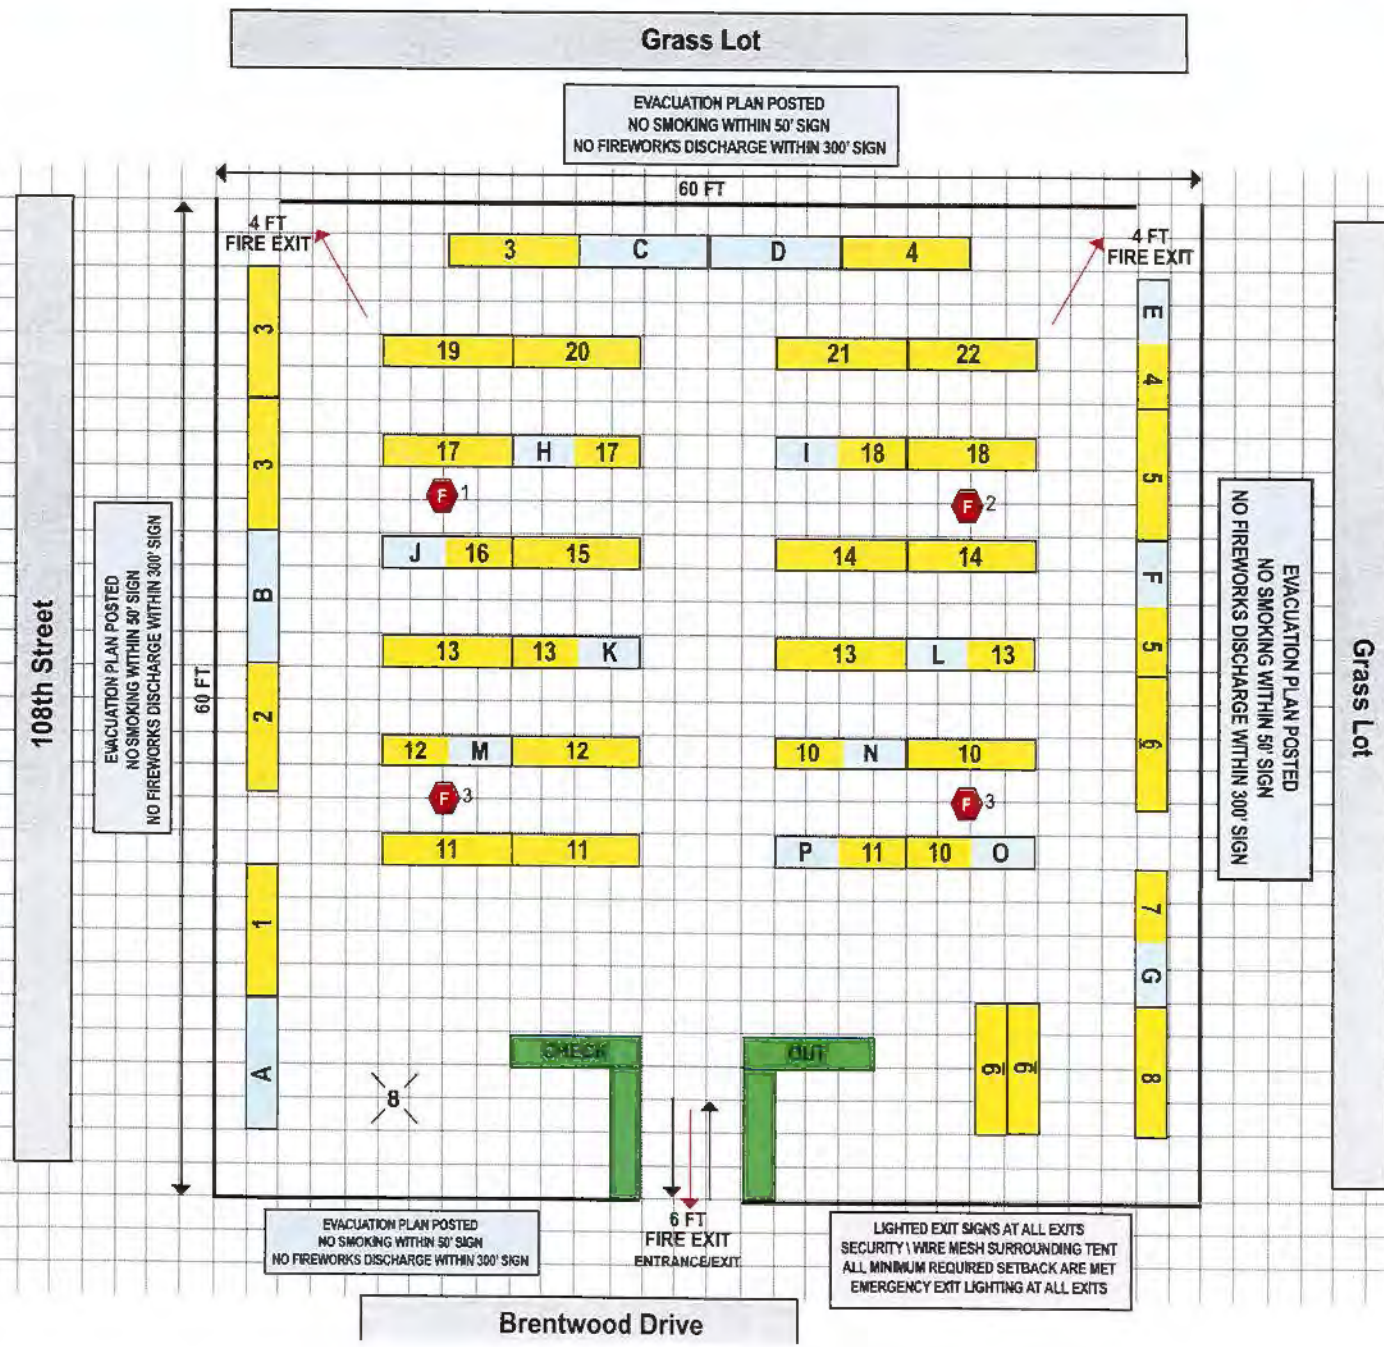 Grass Lot
EVACUATION PLAN POSTED
NO SMOKING WITHIN 50' SIGN
NO FIREWORKS DISCHARGE WITHIN 300' SIGN
60 FT
4 FT
FIRE EXIT
4 FT
FIRE EXIT
3 C D 4
E
3
19 20 21 22
4
17 H 17 I 18 18
3
5
F 1 F 2
J 16 15 14 14
F
B
13 13 K 13 L 13
5
2
12 M 12 10 N 10
6
F 3 F 3
11 11 P 11 10 O
1
7
G
CHECK OUT
A
8
6 6
8
60 FT
108th Street
EVACUATION PLAN POSTED
NO SMOKING WITHIN 50' SIGN
NO FIREWORKS DISCHARGE WITHIN 300' SIGN
EVACUATION PLAN POSTED
NO SMOKING WITHIN 50' SIGN
NO FIREWORKS DISCHARGE WITHIN 300' SIGN
Grass Lot
6 FT
FIRE EXIT
ENTRANCE/EXIT
EVACUATION PLAN POSTED
NO SMOKING WITHIN 50' SIGN
NO FIREWORKS DISCHARGE WITHIN 300' SIGN
LIGHTED EXIT SIGNS AT ALL EXITS
SECURITY \ WIRE MESH SURROUNDING TENT
ALL MINIMUM REQUIRED SETBACK ARE MET
EMERGENCY EXIT LIGHTING AT ALL EXITS
Brentwood Drive